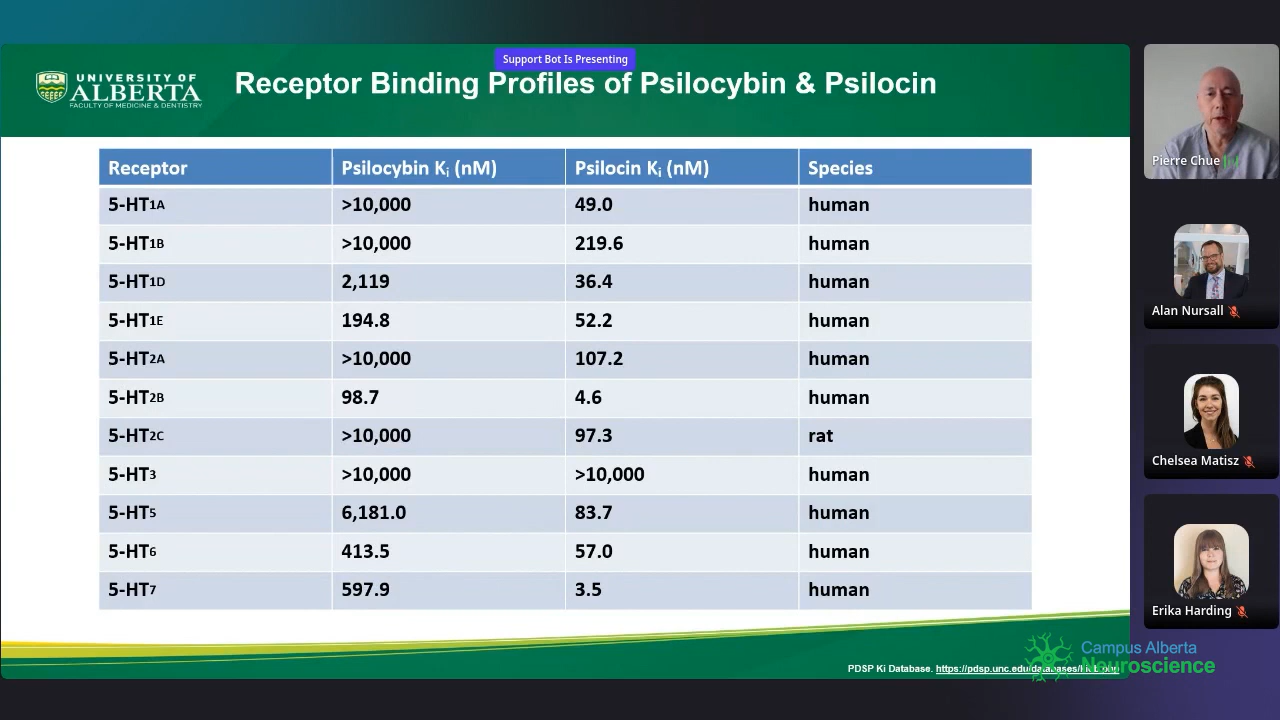 Support Bot Is Presenting
UNIVERSITY OF
ALBERTA
FACULTY OF MEDICINE & DENTISTRY
Receptor Binding Profiles of Psilocybin & Psilocin
Receptor Psilocybin Ki (nM) Psilocin Ki (nM) Species
5-HT1A >10,000 49.0 human
5-HT1B >10,000 219.6 human
5-HT1D 2,119 36.4 human
5-HT1E 194.8 52.2 human
5-HT2A >10,000 107.2 human
5-HT2B 98.7 4.6 human
5-HT2C >10,000 97.3 rat
5-HT3 >10,000 >10,000 human
5-HT5 6,181.0 83.7 human
5-HT6 413.5 57.0 human
5-HT7 597.9 3.5 human
PDSP Ki Database.
Pierre Chue
Alan Nursall
Chelsea Matisz
Erika Harding
Campus Alberta
Neuroscience